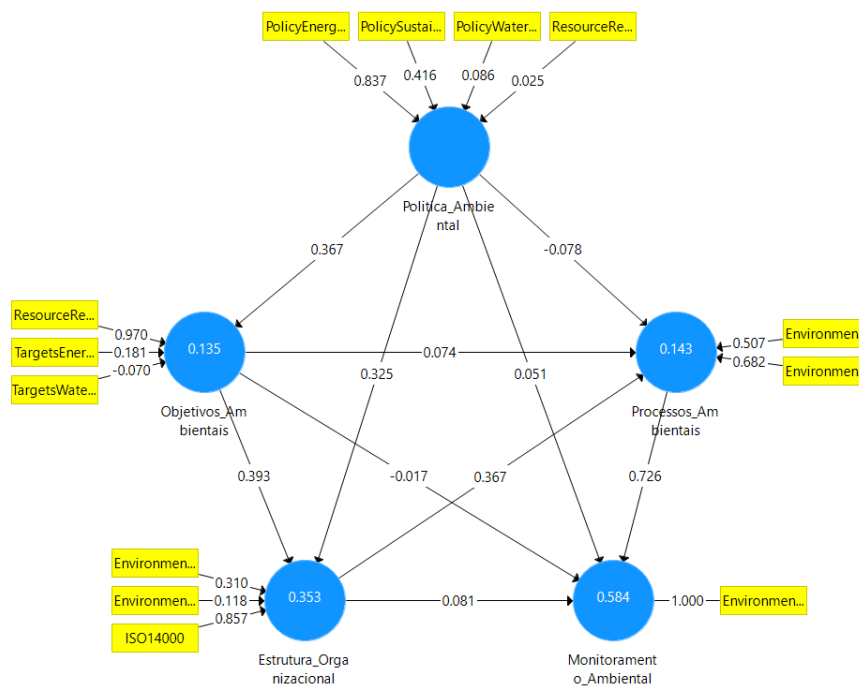 PolicyEnerg...
PolicySustai...
PolicyWater...
ResourceRe...
0.837
0.416
0.086
0.025
Politica_Ambie
ntal
0.367
-0.078
ResourceRe...
0.970
TargetsEner...
0.181
TargetsWate...
-0.070
0.135
Objetivos_Am
bientais
0.074
0.143
Processos_Am
bientais
0.507
Environmen
0.682
Environmen
0.325
0.051
0.393
-0.017
0.367
0.726
Environmen...
0.310
Environmen...
0.118
ISO14000
0.857
0.353
Estrutura_Orga
nizacional
0.081
0.584
Monitorament
o_Ambiental
1.000
Environmen...